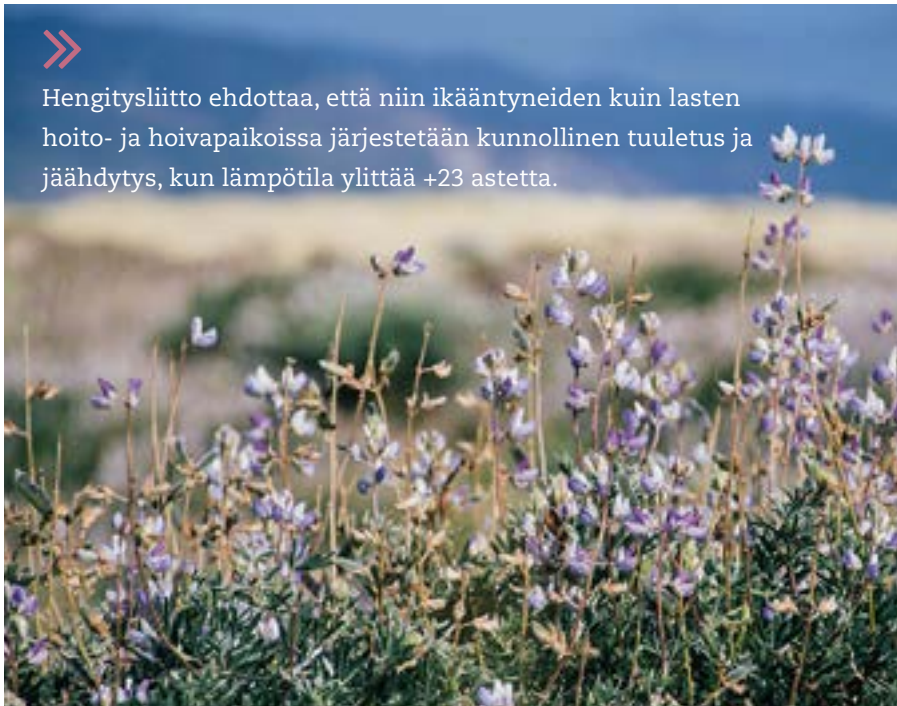 Hengitysliitto ehdottaa, että niin ikääntyneiden kuin lasten
hoito- ja hoivapaikoissa järjestetään kunnollinen tuuletus ja
jäähdytys, kun lämpötila ylittää +23 astetta.